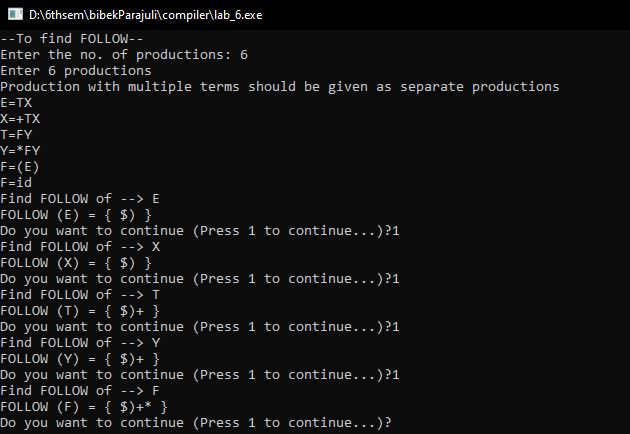 D:\6thsem\bibekParajuli\compiler\lab_6.exe
--To find FOLLOW--
Enter the no. of productions: 6
Enter 6 productions
Production with multiple terms should be given as separate productions
E=TX
X=+TX
T=FY
Y=*FY
F=(E)
F=id
Find FOLLOW of --> E
FOLLOW (E) = { $) }
Do you want to continue (Press 1 to continue...)?1
Find FOLLOW of --> X
FOLLOW (X) = { $) }
Do you want to continue (Press 1 to continue...)?1
Find FOLLOW of --> T
FOLLOW (T) = { $)+ }
Do you want to continue (Press 1 to continue...)?1
Find FOLLOW of --> Y
FOLLOW (Y) = { $)+ }
Do you want to continue (Press 1 to continue...)?1
Find FOLLOW of --> F
FOLLOW (F) = { $)+* }
Do you want to continue (Press 1 to continue...)?